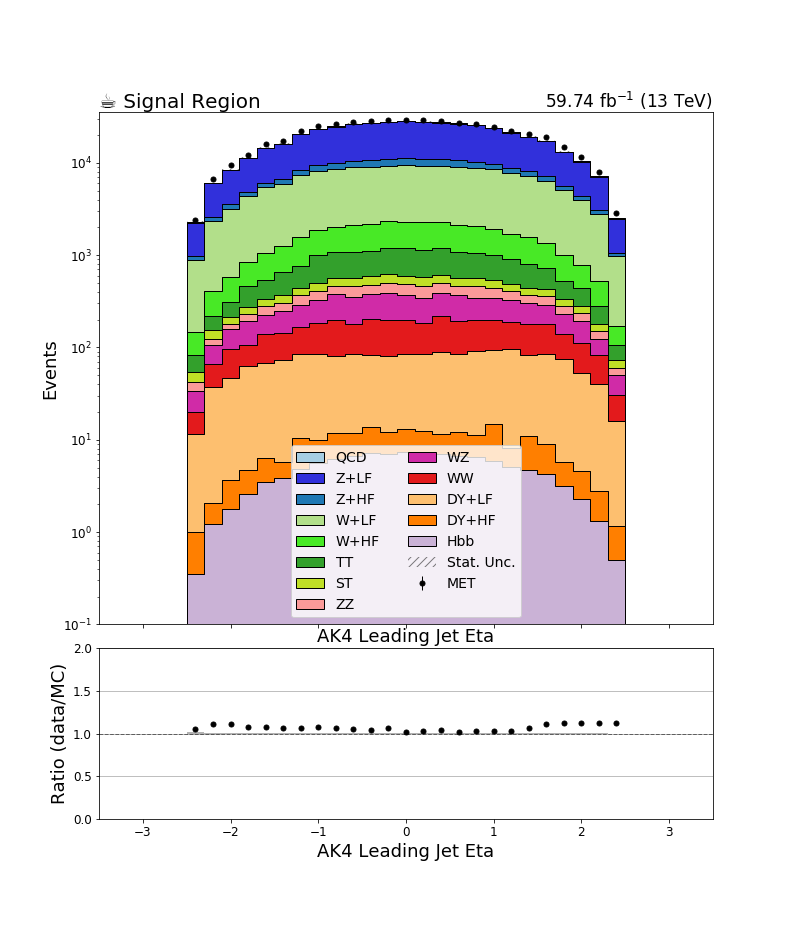 ☕ Signal Region 59.74 fb⁻¹ (13 TeV)
Events
10⁴
10³
10²
10¹
10⁰
10⁻¹
QCD
Z+LF
Z+HF
W+LF
W+HF
TT
ST
ZZ
WZ
WW
DY+LF
DY+HF
Hbb
Stat. Unc.
MET
AK4 Leading Jet Eta
Ratio (data/MC)
2.0
1.5
1.0
0.5
0.0
−3 −2 −1 0 1 2 3
AK4 Leading Jet Eta